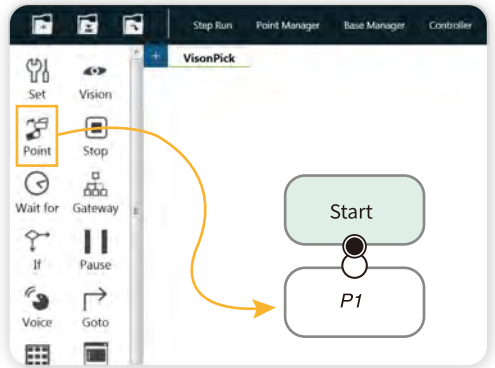 Step Run Point Manager Base Manager Controller
+ VisonPick
Set Vision
Point Stop
Wait for Gateway
If Pause
Voice Goto
Start
P1